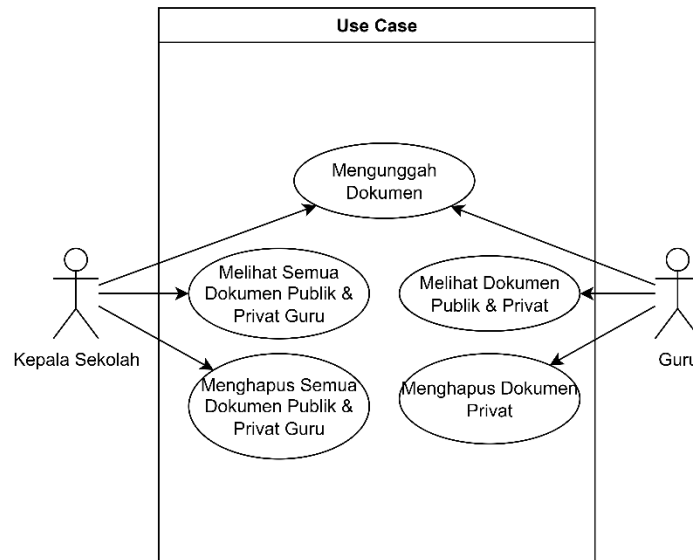 Use Case
Mengunggah
Dokumen
Melihat Semua
Dokumen Publik &
Privat Guru
Melihat Dokumen
Publik & Privat
Kepala Sekolah
Guru
Menghapus Semua
Dokumen Publik &
Privat Guru
Menghapus Dokumen
Privat